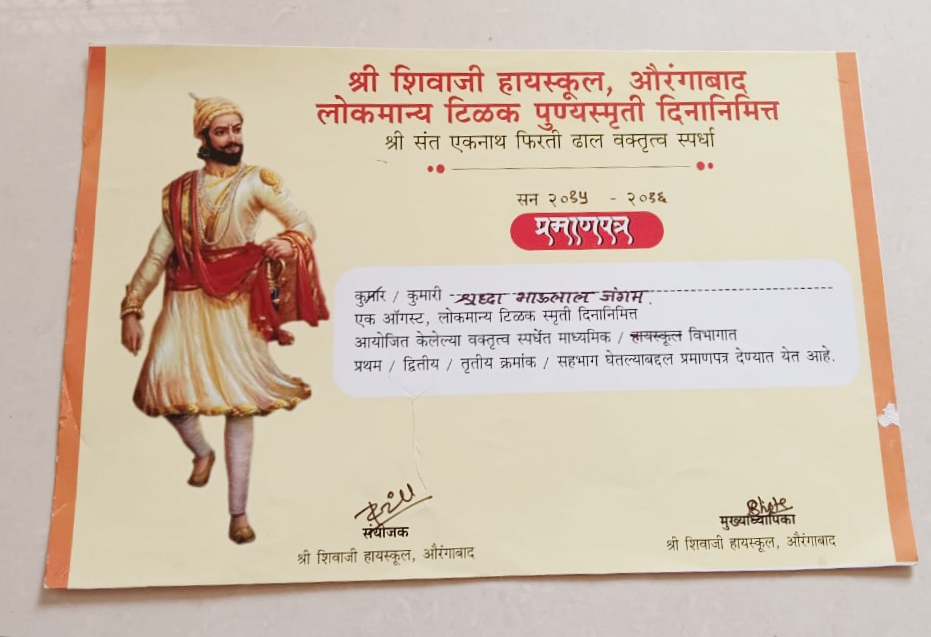 श्री शिवाजी हायस्कूल, औरंगाबाद
लोकमान्य टिळक पुण्यस्मृती दिनानिमित्त
श्री संत एकनाथ फिरती ढाल वक्तृत्व स्पर्धा
सन २०१५ - २०१६
प्रमाणपत्र
कुमार / कुमारी श्रध्दा भाऊलाल जंगम.
एक ऑगस्ट, लोकमान्य टिळक स्मृती दिनानिमित्त
आयोजित केलेल्या वक्तृत्व स्पर्धेत माध्यमिक / हायस्कूल विभागात
प्रथम / द्वितीय / तृतीय क्रमांक / सहभाग घेतल्याबद्दल प्रमाणपत्र देण्यात येत आहे.
संयोजक
श्री शिवाजी हायस्कूल, औरंगाबाद
मुख्याध्यापिका
श्री शिवाजी हायस्कूल, औरंगाबाद